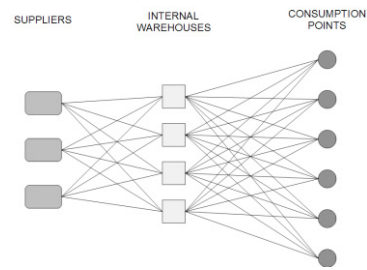 SUPPLIERS
INTERNAL
WAREHOUSES
CONSUMPTION
POINTS